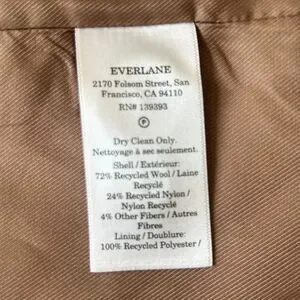 EVERLANE
2170 Folsom Street, San
Francisco, CA 94110
RN# 139393
P
Dry Clean Only.
Nettoyage à sec seulement.
Shell / Extérieur:
72% Recycled Wool / Laine
Recyclé
24% Recycled Nylon /
Nylon Recyclé
4% Other Fibers / Autres
Fibres
Lining / Doublure:
100% Recycled Polyester /